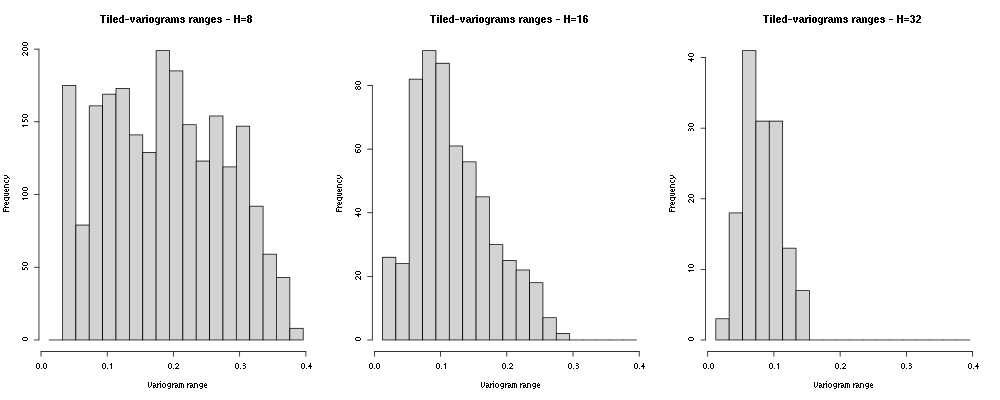 Tiled-variograms ranges - H=8
Frequency
200
150
100
50
0
0.0 0.1 0.2 0.3 0.4
Variogram range
Tiled-variograms ranges - H=16
Frequency
80
60
40
20
0
0.0 0.1 0.2 0.3 0.4
Variogram range
Tiled-variograms ranges - H=32
Frequency
40
30
20
10
0
0.0 0.1 0.2 0.3 0.4
Variogram range